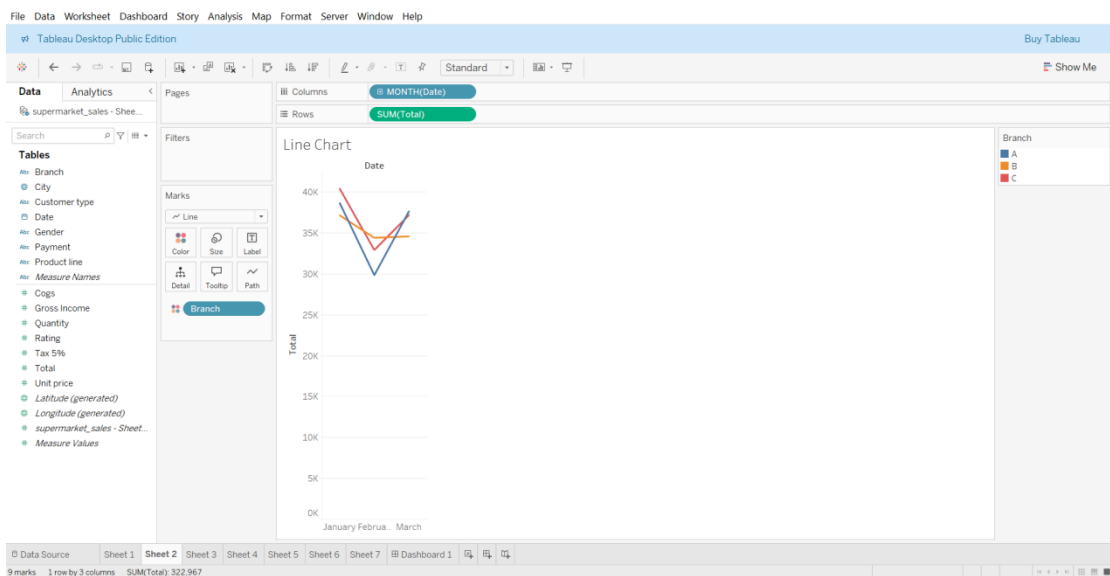 File Data Worksheet Dashboard Story Analysis Map Format Server Window Help
Tableau Desktop Public Edition Buy Tableau
Standard Show Me
Data Analytics
supermarket_sales - Shee...
Search
Tables
Abc Branch
City
Abc Customer type
Date
Abc Gender
Abc Payment
Abc Product line
Abc Measure Names
# Cogs
# Gross Income
# Quantity
# Rating
# Tax 5%
# Total
# Unit price
Latitude (generated)
Longitude (generated)
# supermarket_sales - Sheet...
# Measure Values
Pages
Filters
Marks
Line
Color Size Label
Detail Tooltip Path
Branch
Columns MONTH(Date)
Rows SUM(Total)
Line Chart
Date
Total
40K
35K
30K
25K
20K
15K
10K
5K
0K
January Februa.. March
Branch
A
B
C
Data Source Sheet 1 Sheet 2 Sheet 3 Sheet 4 Sheet 5 Sheet 6 Sheet 7 Dashboard 1
9 marks 1 row by 3 columns SUM(Total): 322,967